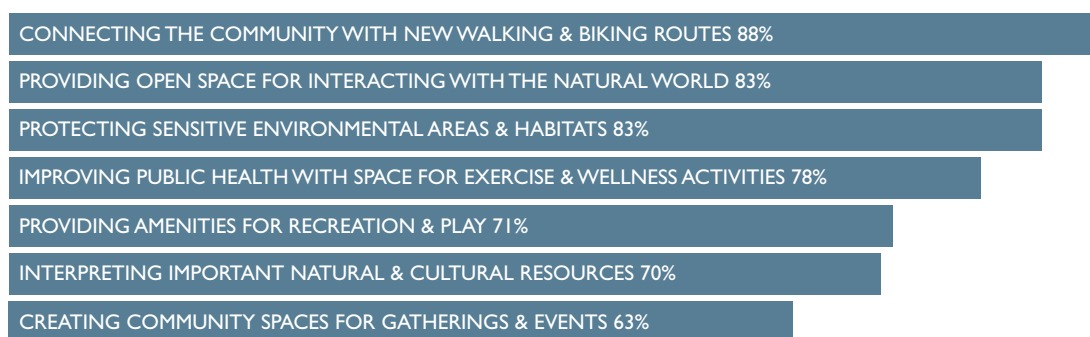 CONNECTING THE COMMUNITY WITH NEW WALKING & BIKING ROUTES 88%
PROVIDING OPEN SPACE FOR INTERACTING WITH THE NATURAL WORLD 83%
PROTECTING SENSITIVE ENVIRONMENTAL AREAS & HABITATS 83%
IMPROVING PUBLIC HEALTH WITH SPACE FOR EXERCISE & WELLNESS ACTIVITIES 78%
PROVIDING AMENITIES FOR RECREATION & PLAY 71%
INTERPRETING IMPORTANT NATURAL & CULTURAL RESOURCES 70%
CREATING COMMUNITY SPACES FOR GATHERINGS & EVENTS 63%